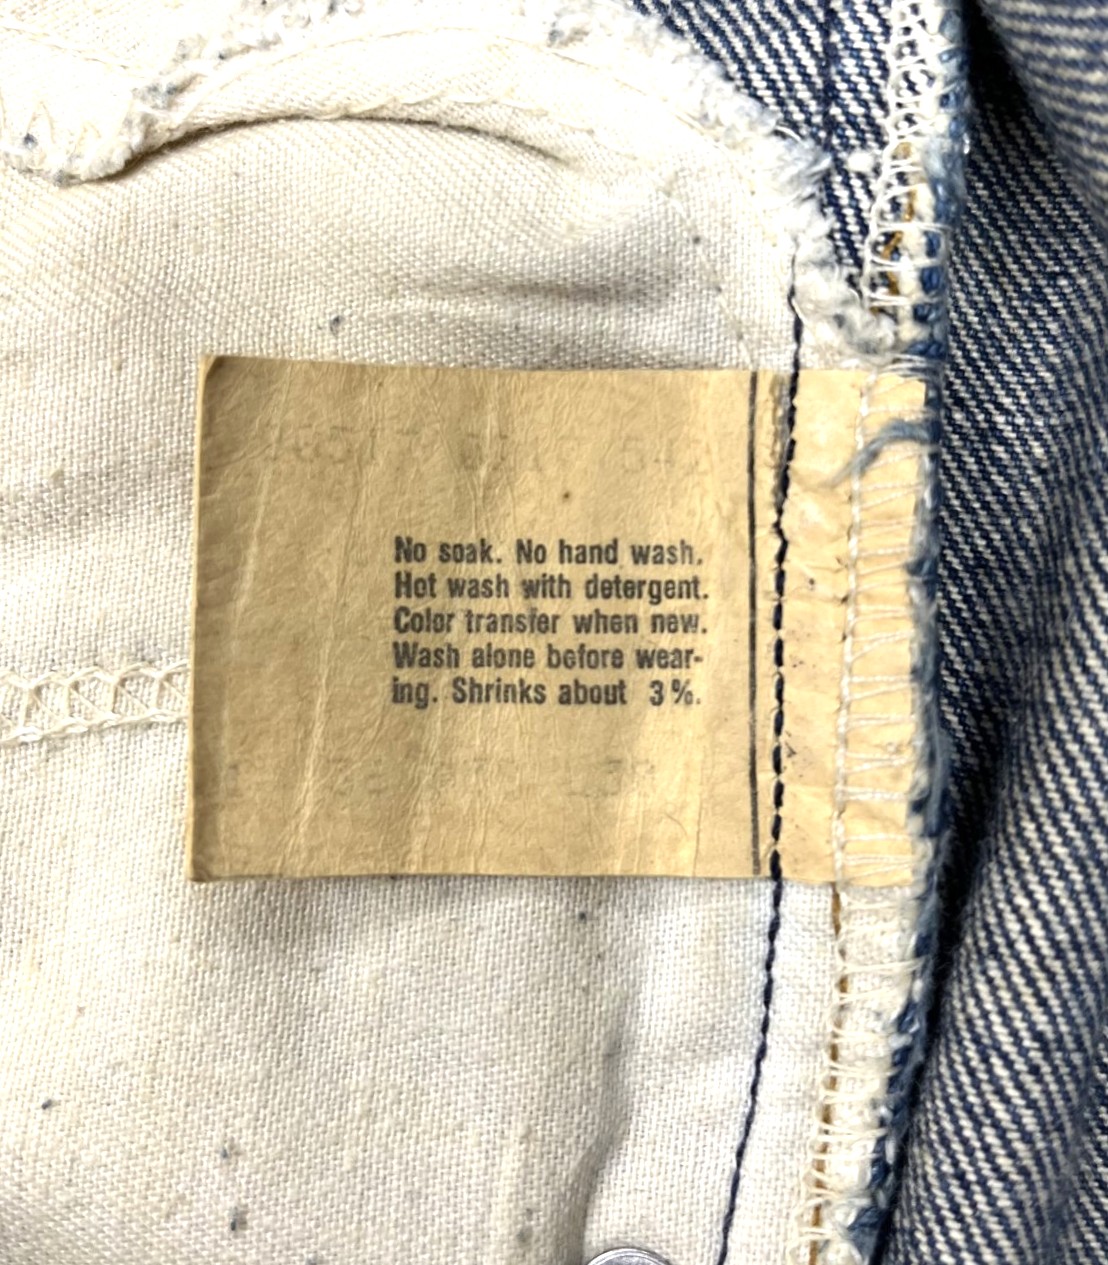 No soak. No hand wash.
Hot wash with detergent.
Color transfer when new.
Wash alone before wear-
ing. Shrinks about 3%.